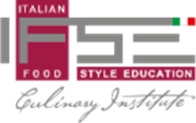 ITALIAN
IFSE
FOOD STYLE EDUCATION
Culinary Institute